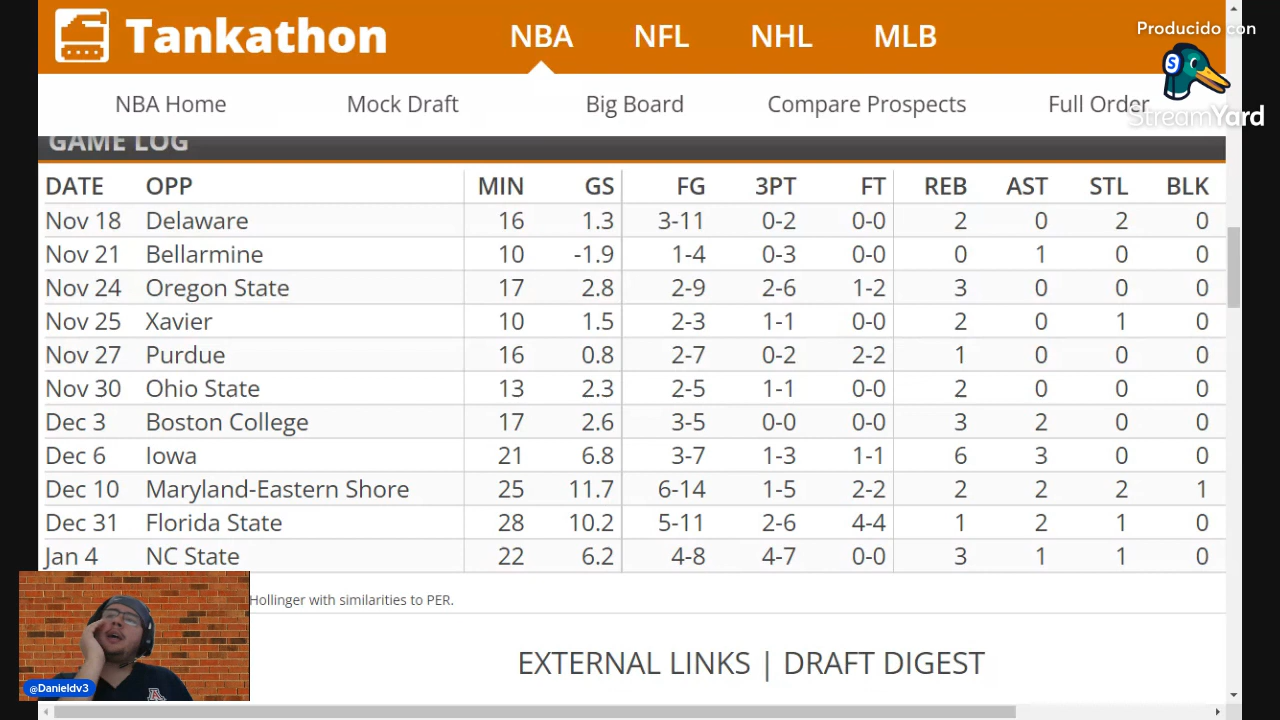 Tankathon NBA NFL NHL MLB
Producido con
S
StreamYard
NBA Home Mock Draft Big Board Compare Prospects Full Order
GAME LOG
DATE OPP MIN GS FG 3PT FT REB AST STL BLK
Nov 18 Delaware 16 1.3 3-11 0-2 0-0 2 0 2 0
Nov 21 Bellarmine 10 -1.9 1-4 0-3 0-0 0 1 0 0
Nov 24 Oregon State 17 2.8 2-9 2-6 1-2 3 0 0 0
Nov 25 Xavier 10 1.5 2-3 1-1 0-0 2 0 1 0
Nov 27 Purdue 16 0.8 2-7 0-2 2-2 1 0 0 0
Nov 30 Ohio State 13 2.3 2-5 1-1 0-0 2 0 0 0
Dec 3 Boston College 17 2.6 3-5 0-0 0-0 3 2 0 0
Dec 6 Iowa 21 6.8 3-7 1-3 1-1 6 3 0 0
Dec 10 Maryland-Eastern Shore 25 11.7 6-14 1-5 2-2 2 2 2 1
Dec 31 Florida State 28 10.2 5-11 2-6 4-4 1 2 1 0
Jan 4 NC State 22 6.2 4-8 4-7 0-0 3 1 1 0
Hollinger with similarities to PER.
EXTERNAL LINKS | DRAFT DIGEST
@Danieldv3
A